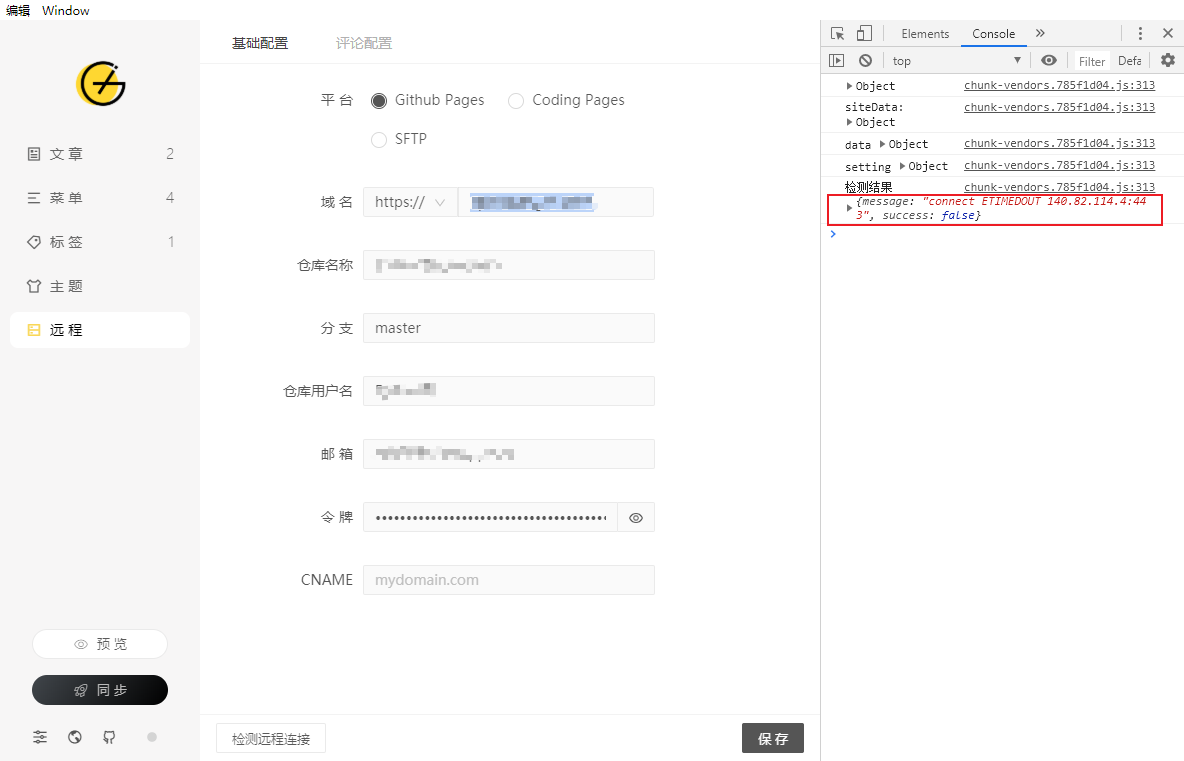 编辑 Window
文章 2
菜单 4
标签 1
主题
远程
预览
同步
基础配置 评论配置
平台 Github Pages Coding Pages
SFTP
域名 https://
仓库名称
分支 master
仓库用户名
邮箱
令牌 ••••••••••••••••••••••••••••••••••••••
CNAME mydomain.com
检测远程连接 保存
Elements Console »
top Filter Defa
Object chunk-vendors.785f1d04.js:313
siteData: chunk-vendors.785f1d04.js:313
Object
data Object chunk-vendors.785f1d04.js:313
setting Object chunk-vendors.785f1d04.js:313
检测结果 chunk-vendors.785f1d04.js:313
{message: "connect ETIMEDOUT 140.82.114.4:44
3", success: false}